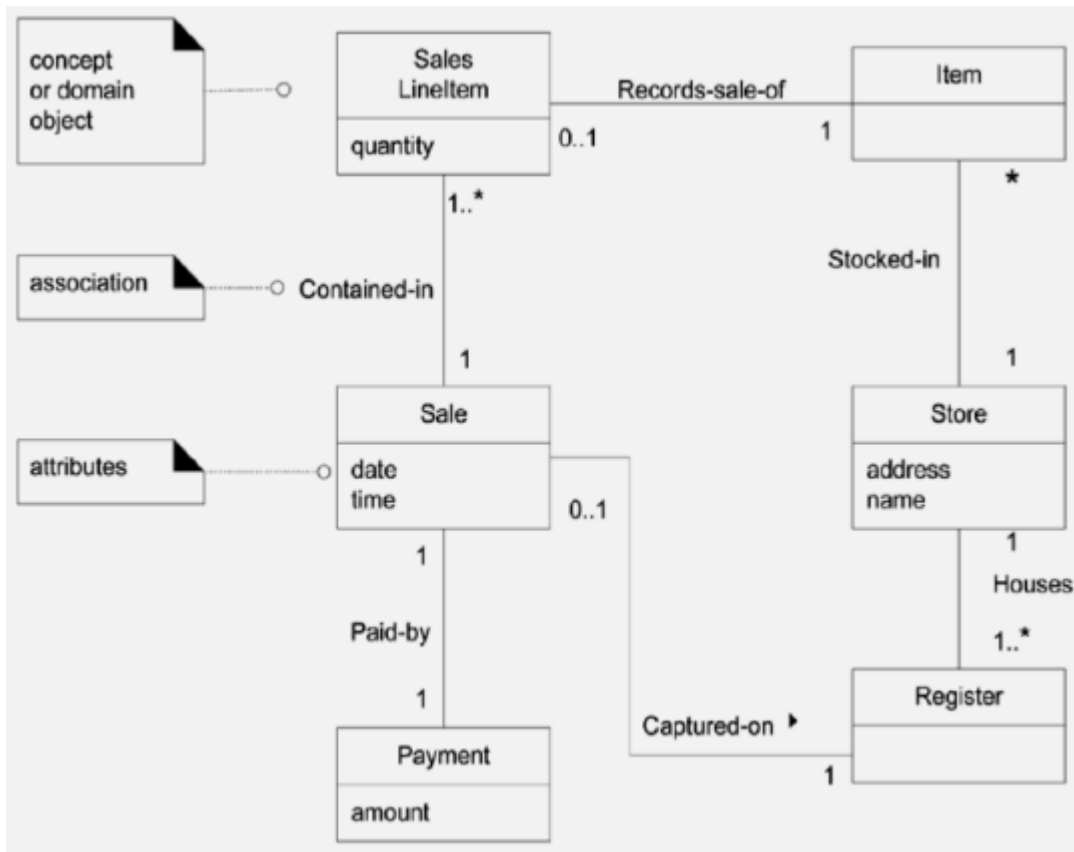 concept
or domain
object
Sales
LineItem
quantity
Records-sale-of
0..1
1
Item
*
1..*
association
Contained-in
1
Stocked-in
1
Sale
date
time
attributes
0..1
Store
address
name
1
Houses
1..*
1
Paid-by
1
Payment
amount
Captured-on
1
Register